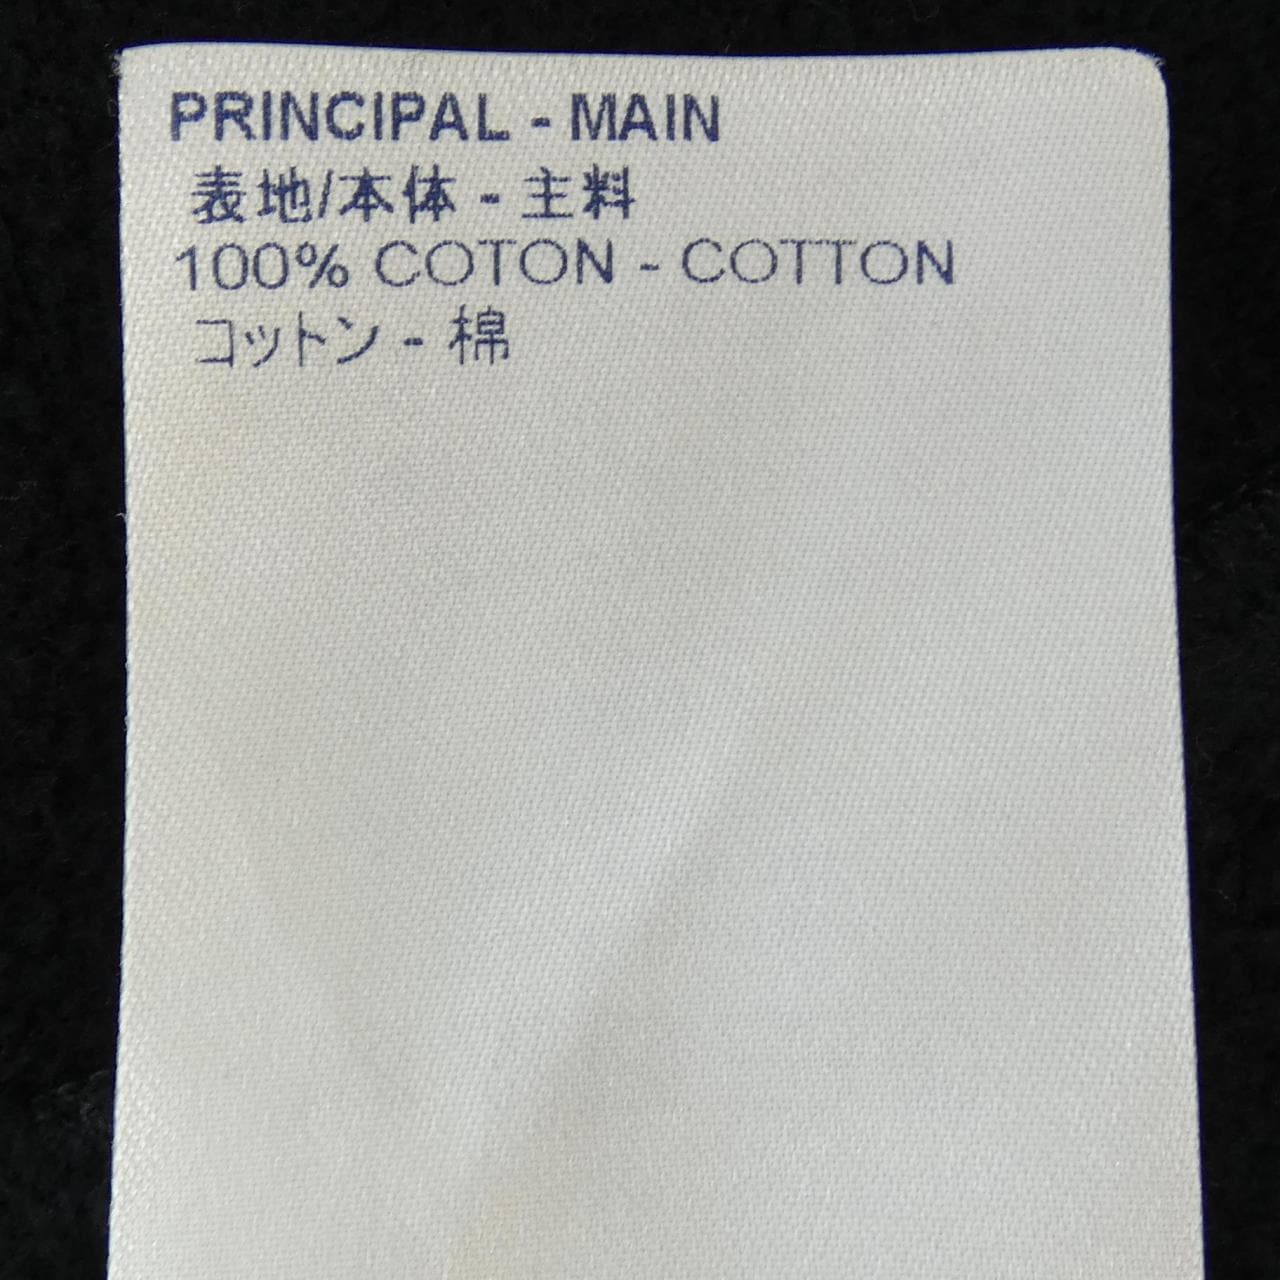 PRINCIPAL - MAIN
表地/本体 - 主料
100% COTON - COTTON
コットン - 棉